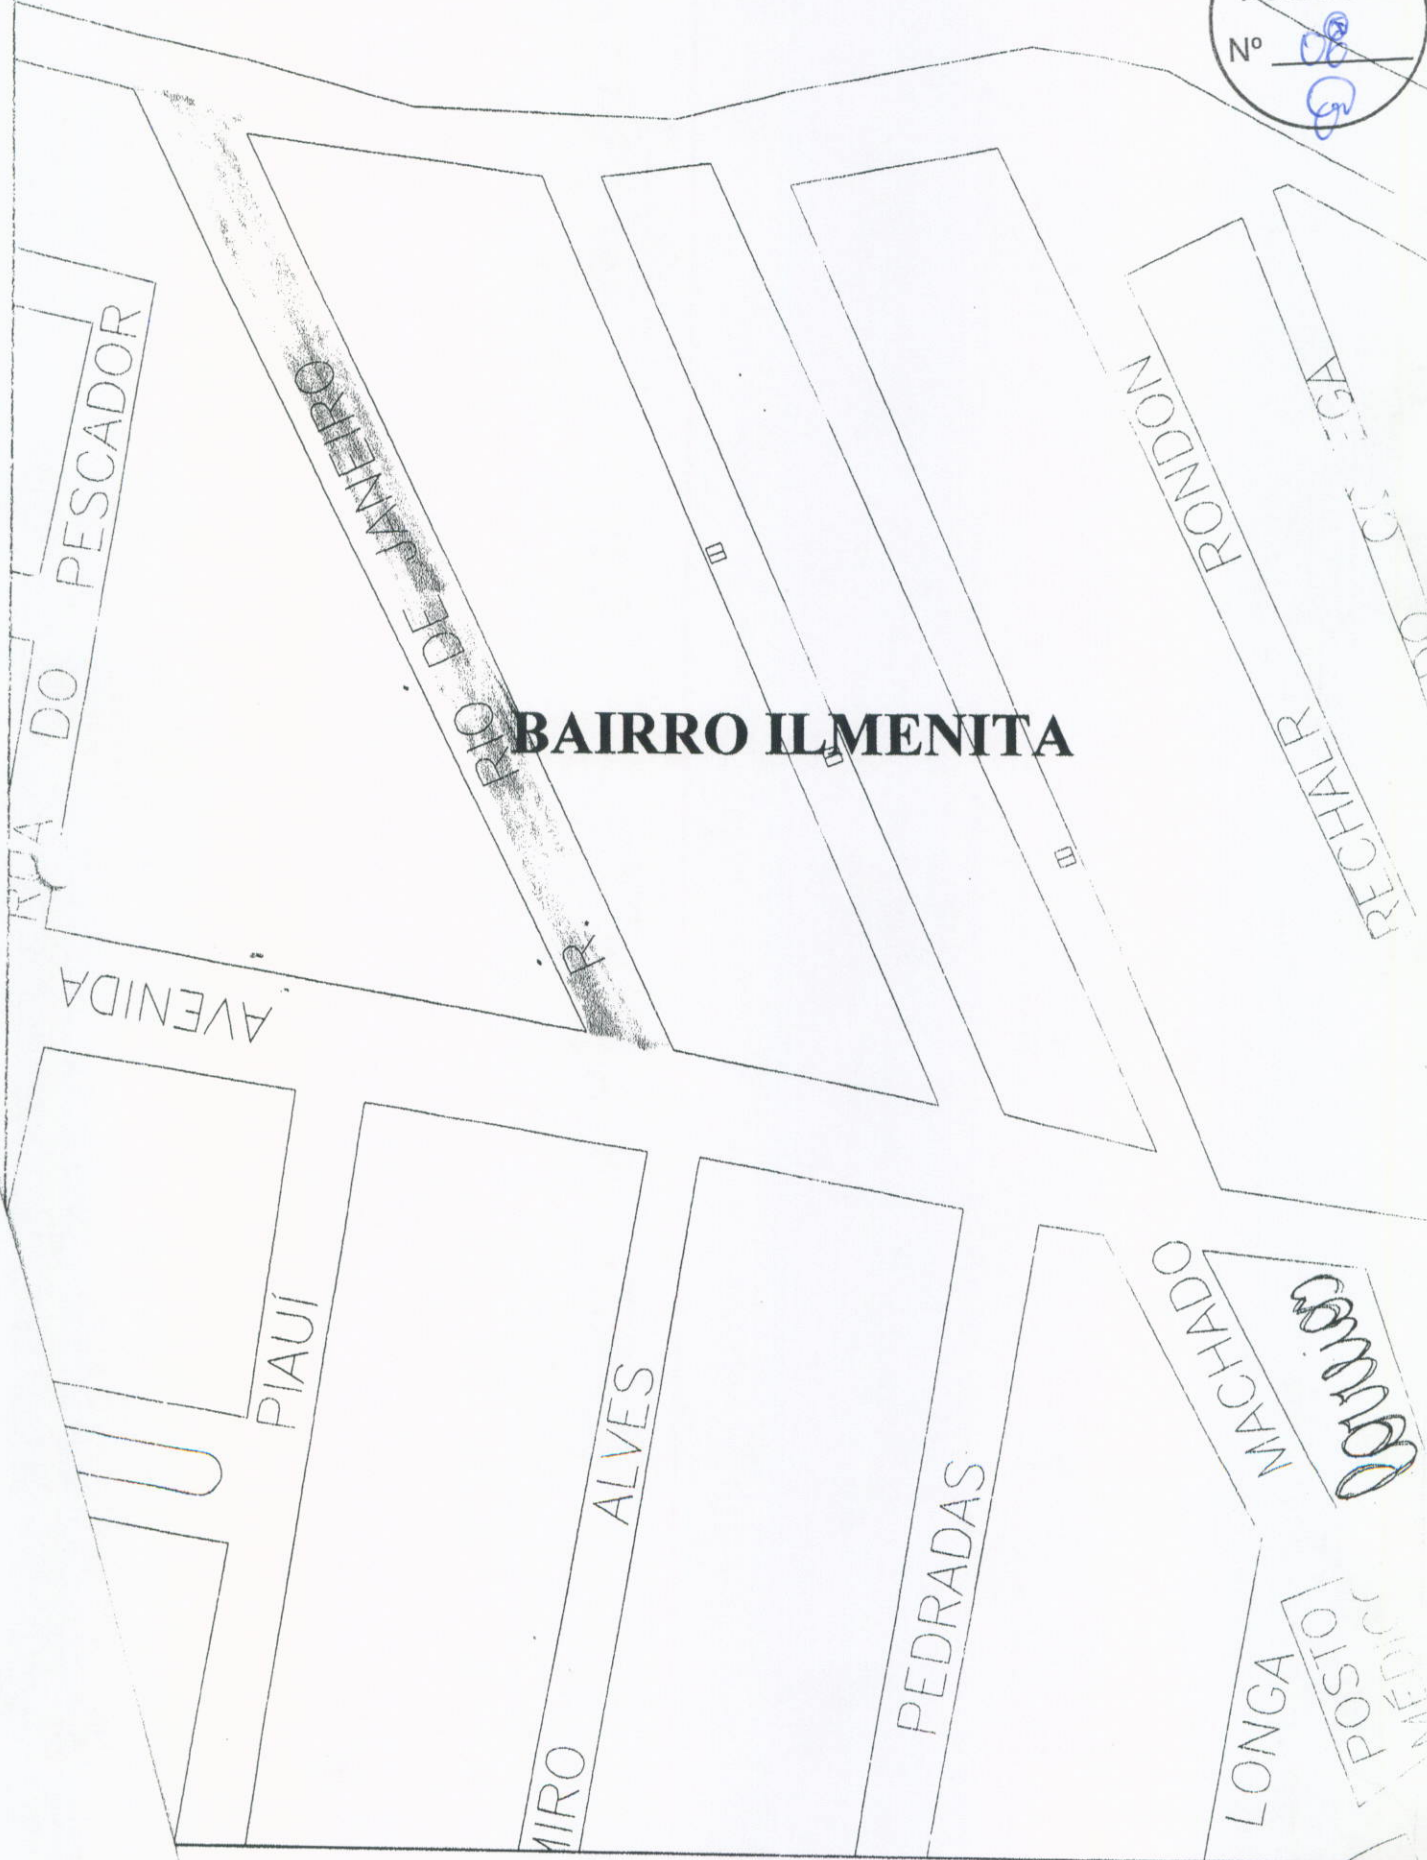 Nº 08
RUA DO PESCADOR
R. RIO DE JANEIRO
RONDON
RECHALR
BAIRRO ILMENITA
AVENIDA
PIAUÍ
MIRO ALVES
PEDRADAS
MACHADO
LONGA
POSTO
MÉDICO